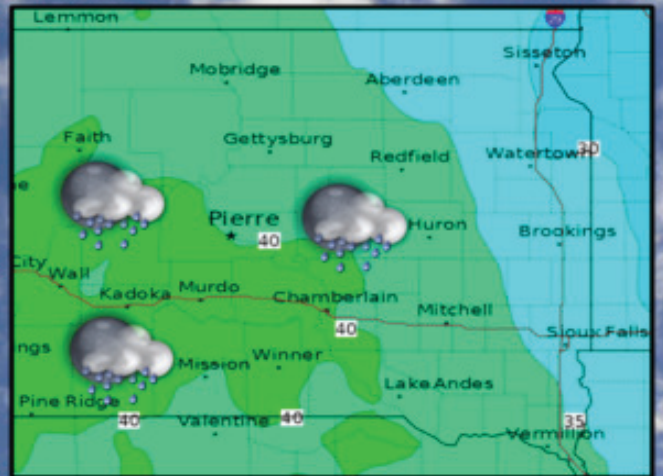 Lemmon
Sisseton
Mobridge
Aberdeen
Faith
Gettysburg
Redfield
Watertown
30
Pierre
40
Huron
Brookings
City
Wall
Kadoka
Murdo
Chamberlain
Mitchell
40
Sioux Falls
ngs
Mission
Winner
Lake Andes
Pine Ridge
40
Valentine
40
35
Vermillion